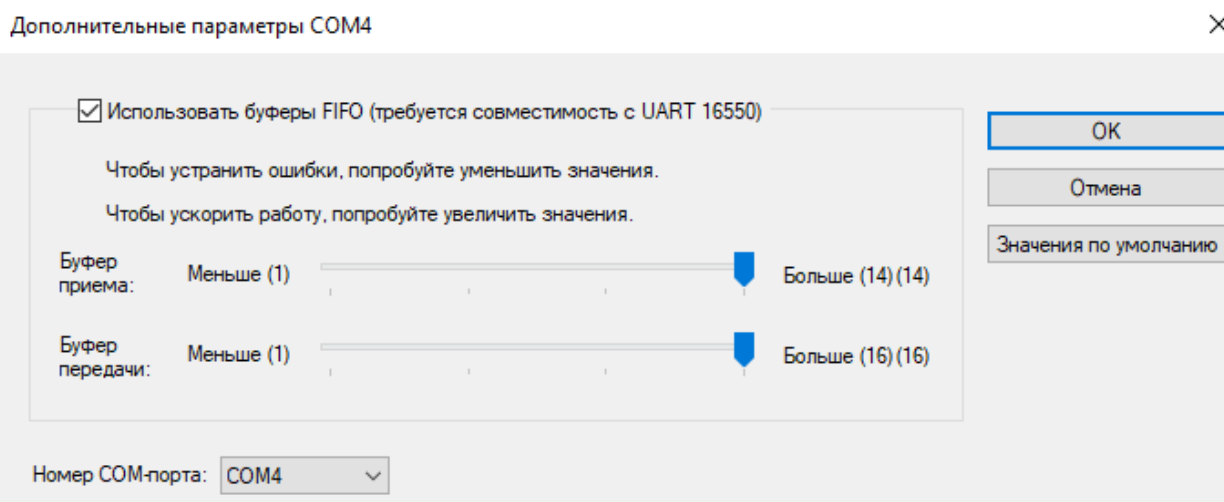 Дополнительные параметры COM4
Использовать буферы FIFO (требуется совместимость с UART 16550)
OK
Чтобы устранить ошибки, попробуйте уменьшить значения.
Отмена
Чтобы ускорить работу, попробуйте увеличить значения.
Значения по умолчанию
Буфер
приема:
Меньше (1)
Больше (14) (14)
Буфер
передачи:
Меньше (1)
Больше (16) (16)
Номер COM-порта:
COM4